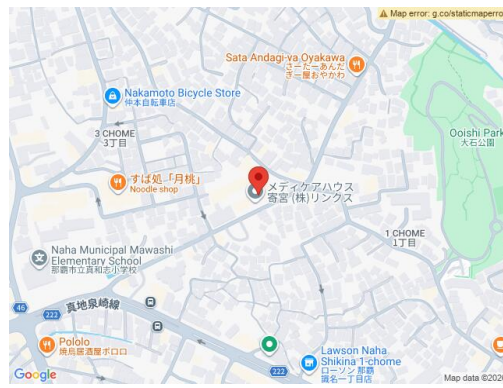 Map error: g.co/staticmaperro
Sata Andagi-ya Oyakawa
さーたーあんだ
ぎー屋おやかわ
Nakamoto Bicycle Store
仲本自転車店
Ooishi Park
大石公園
3 CHOME
3丁目
すば処「月桃」
Noodle shop
メディケアハウス
寄宮 (株)リンクス
1 CHOME
1丁目
Naha Municipal Mawashi
Elementary School
那覇市立真和志小学校
46
222
真地泉崎線
222
Pololo
焼鳥居酒屋ポロロ
Lawson Naha
Shikina 1-chome
ローソン 那覇
識名一丁目店
222
Google
Map data ©202